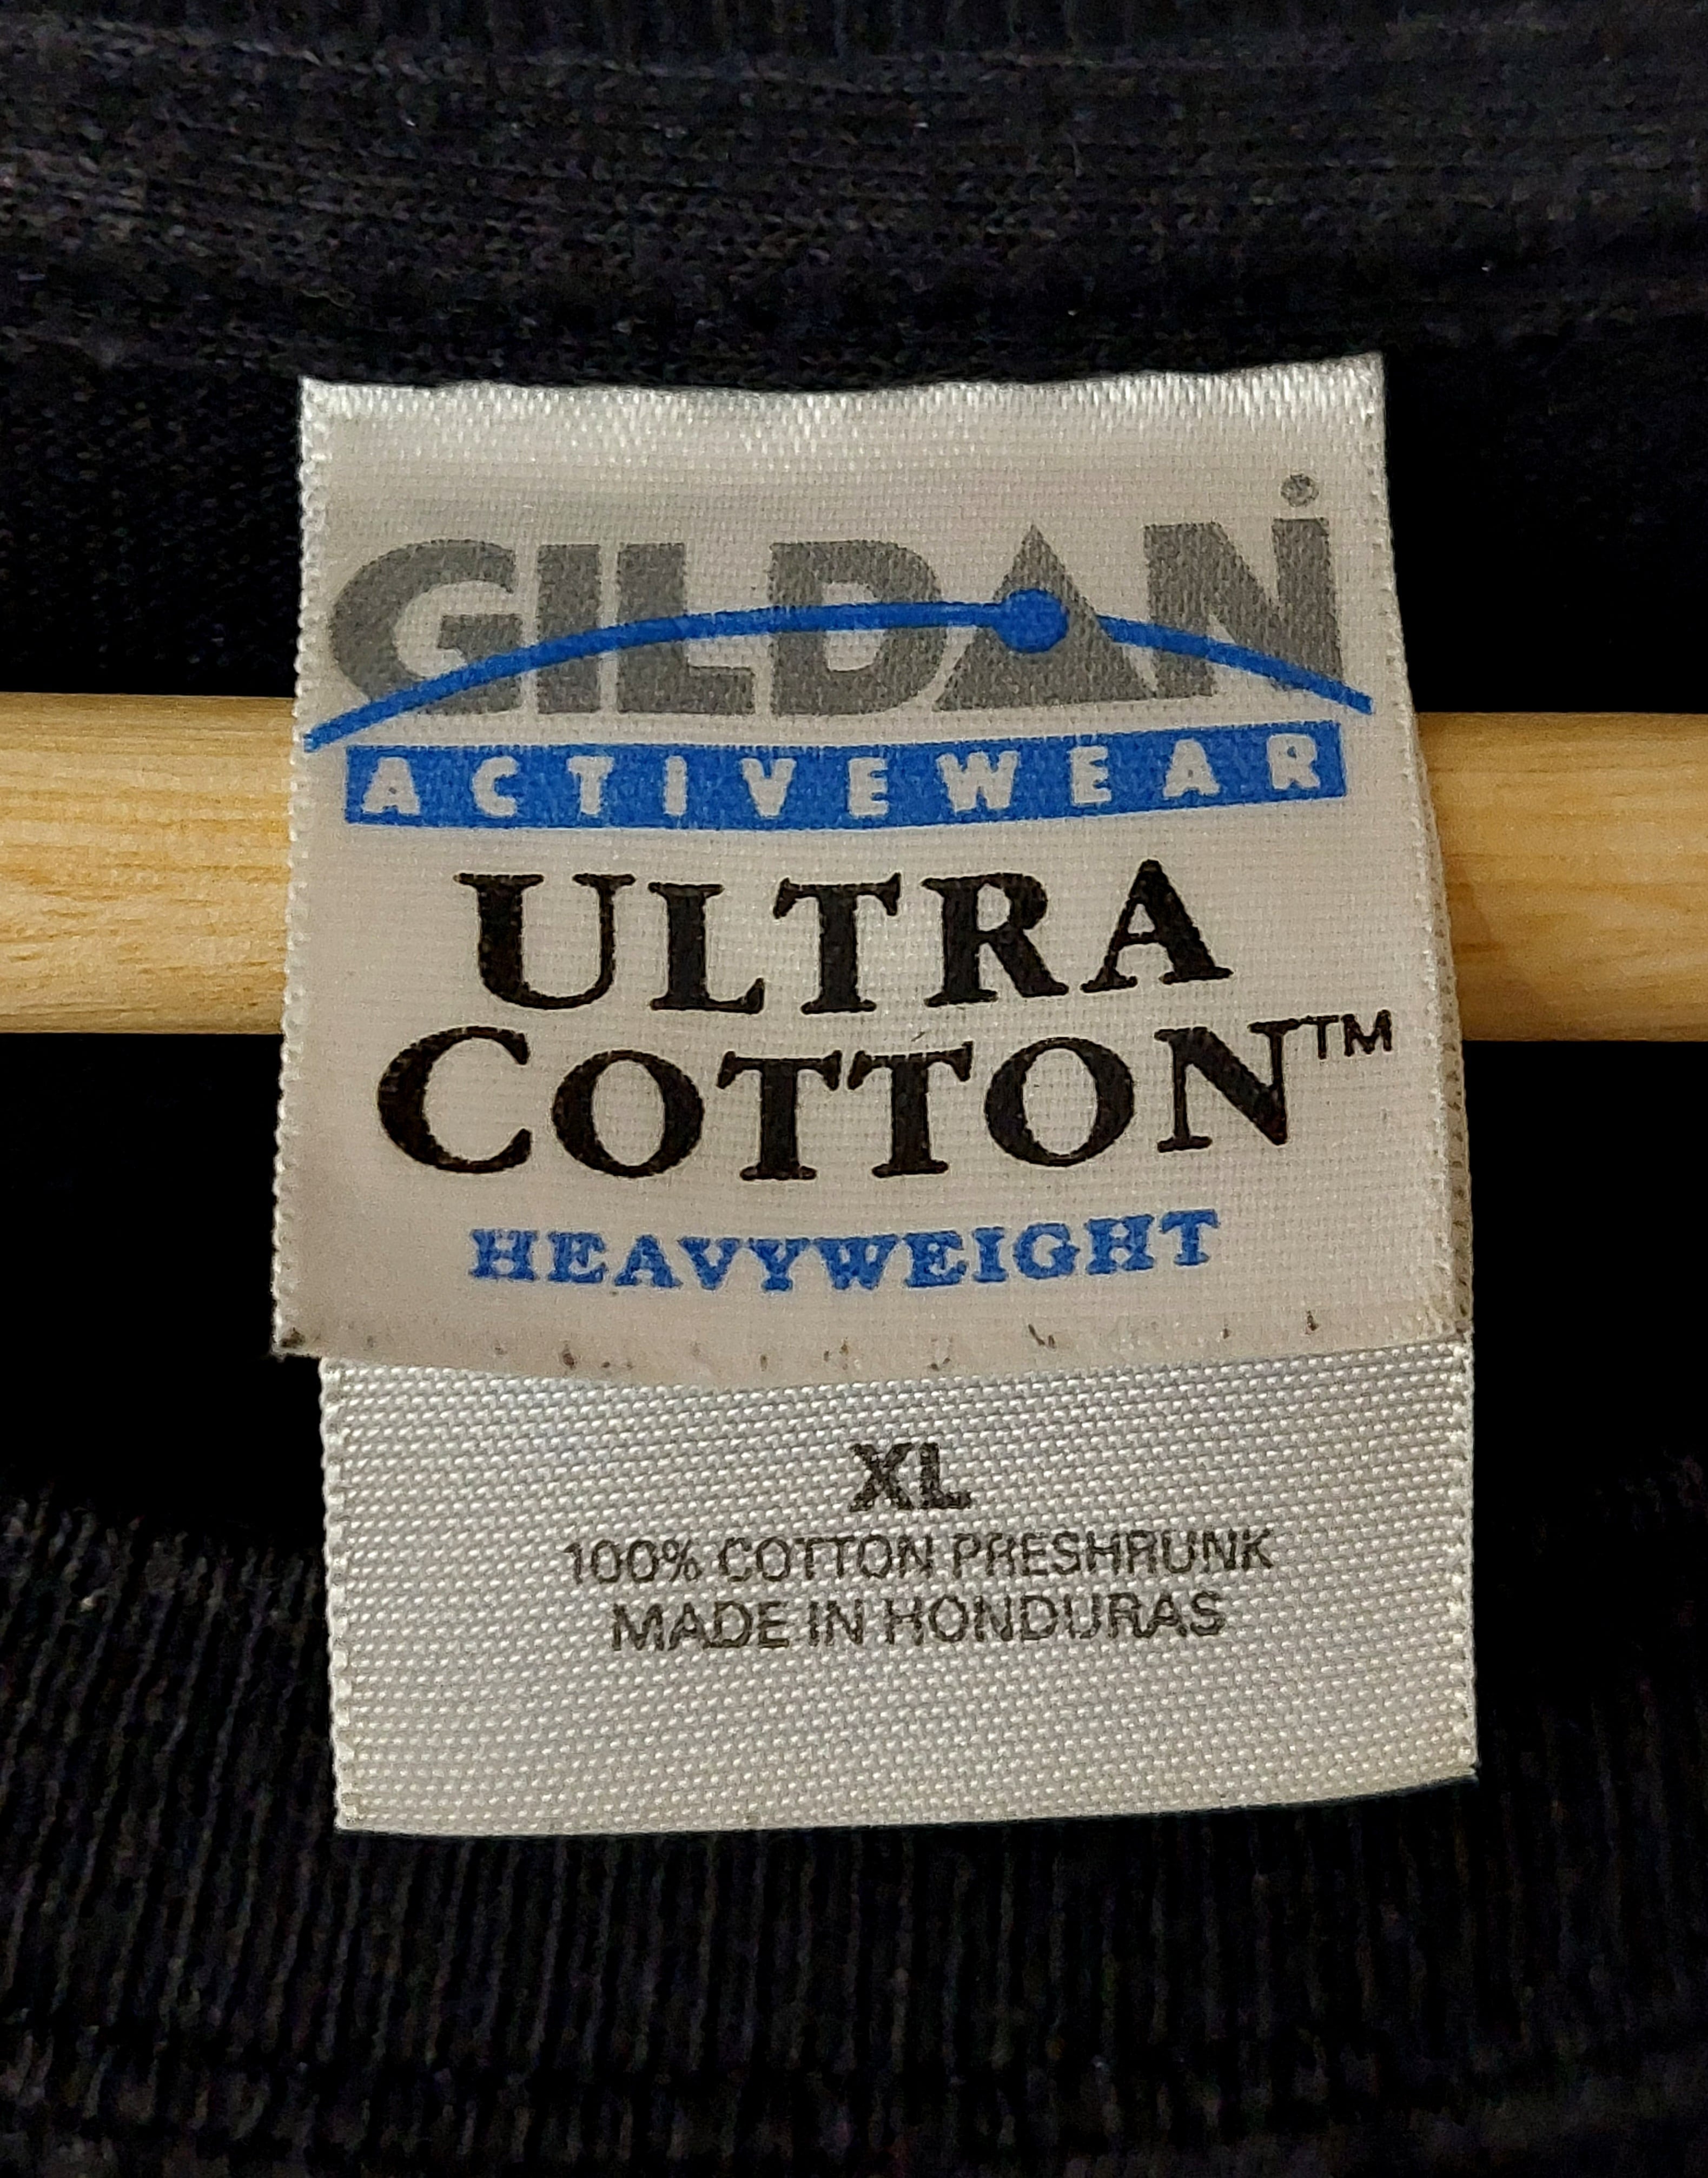 GILDAN
ACTIVEWEAR
ULTRA
COTTON™
HEAVYWEIGHT
XL
100% COTTON PRESHRUNK
MADE IN HONDURAS